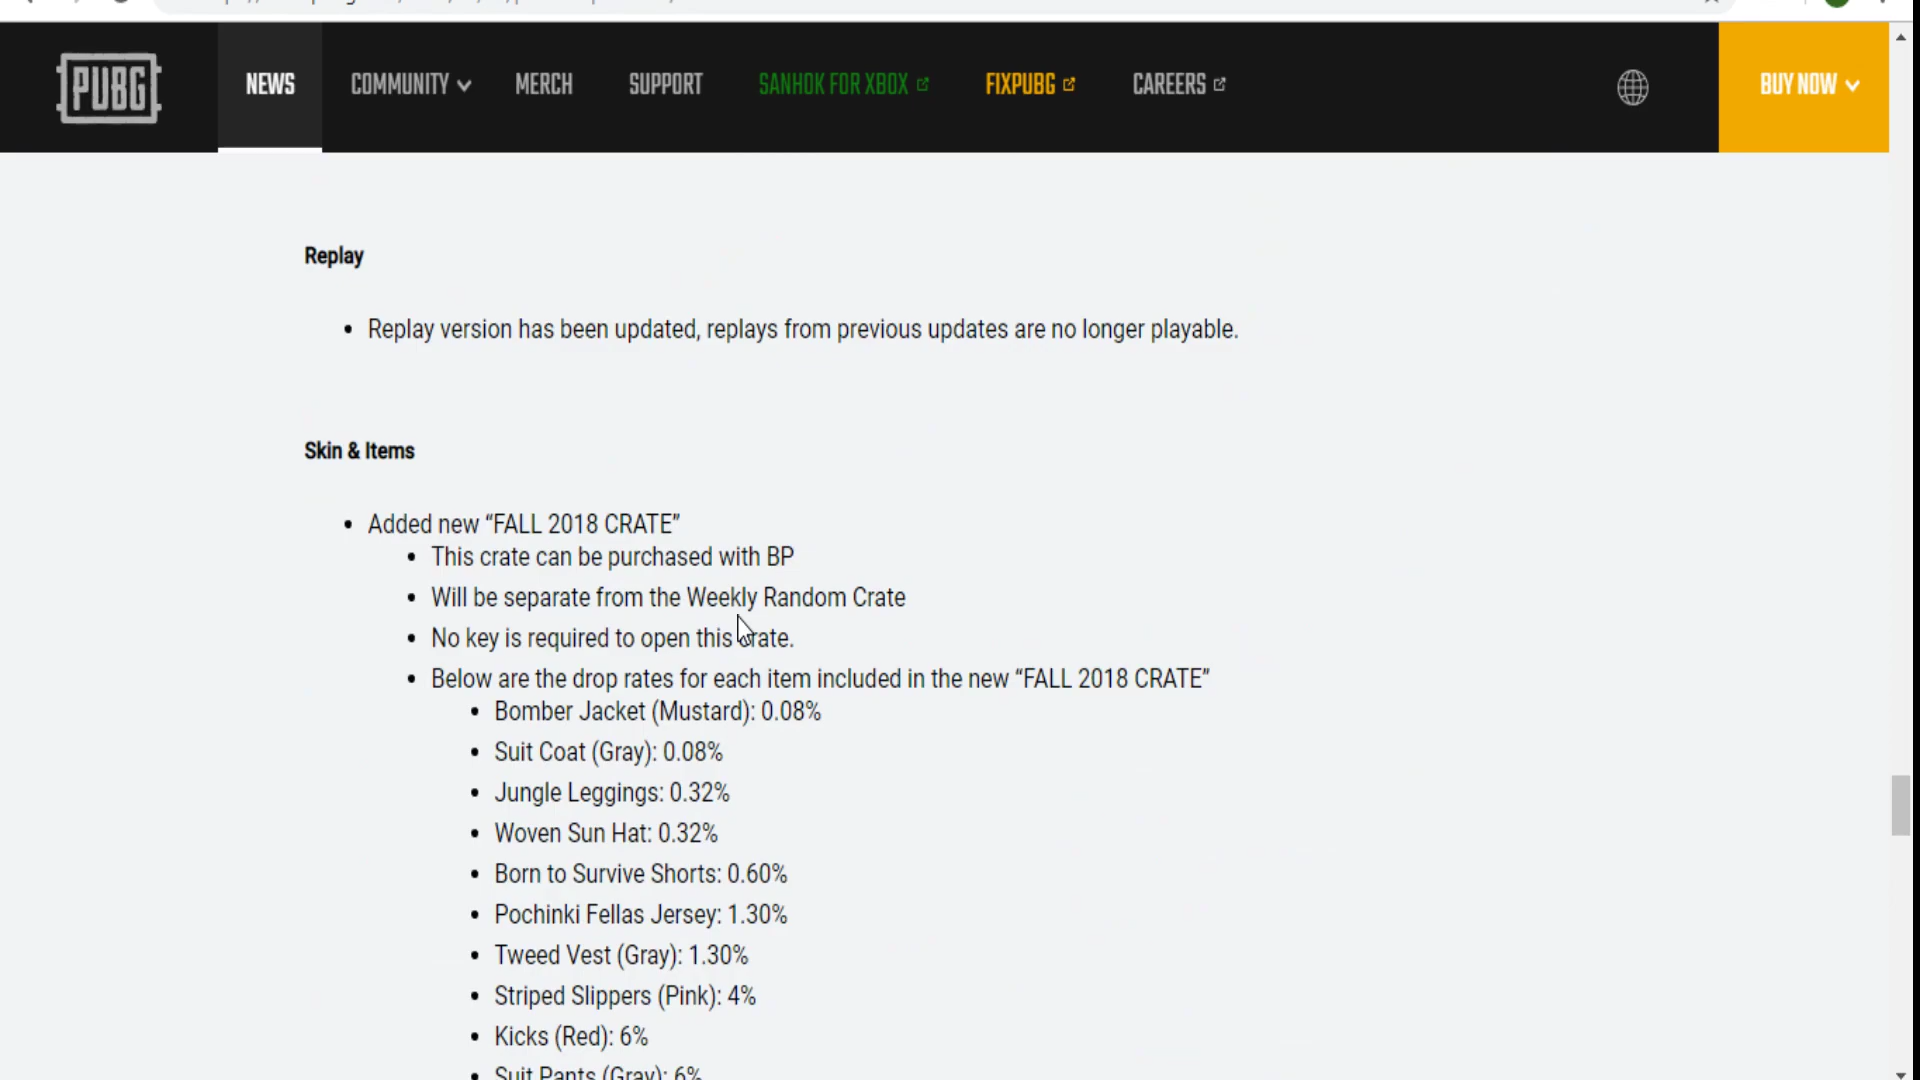 PUBG NEWS COMMUNITY MERCH SUPPORT SANHOK FOR XBOX FIXPUBG CAREERS BUY NOW
Replay
• Replay version has been updated, replays from previous updates are no longer playable.
Skin & Items
• Added new “FALL 2018 CRATE”
• This crate can be purchased with BP
• Will be separate from the Weekly Random Crate
• No key is required to open this crate.
• Below are the drop rates for each item included in the new “FALL 2018 CRATE”
• Bomber Jacket (Mustard): 0.08%
• Suit Coat (Gray): 0.08%
• Jungle Leggings: 0.32%
• Woven Sun Hat: 0.32%
• Born to Survive Shorts: 0.60%
• Pochinki Fellas Jersey: 1.30%
• Tweed Vest (Gray): 1.30%
• Striped Slippers (Pink): 4%
• Kicks (Red): 6%
• Suit Pants (Gray): 6%